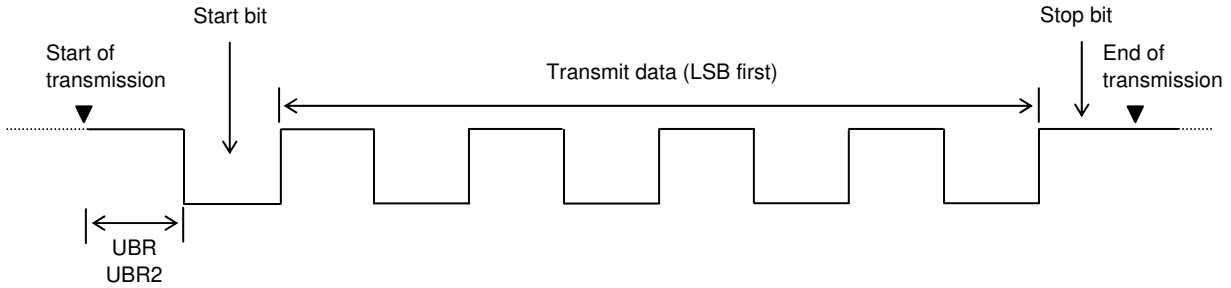 Start bit
Stop bit
Start of
transmission
Transmit data (LSB first)
End of
transmission
UBR
UBR2